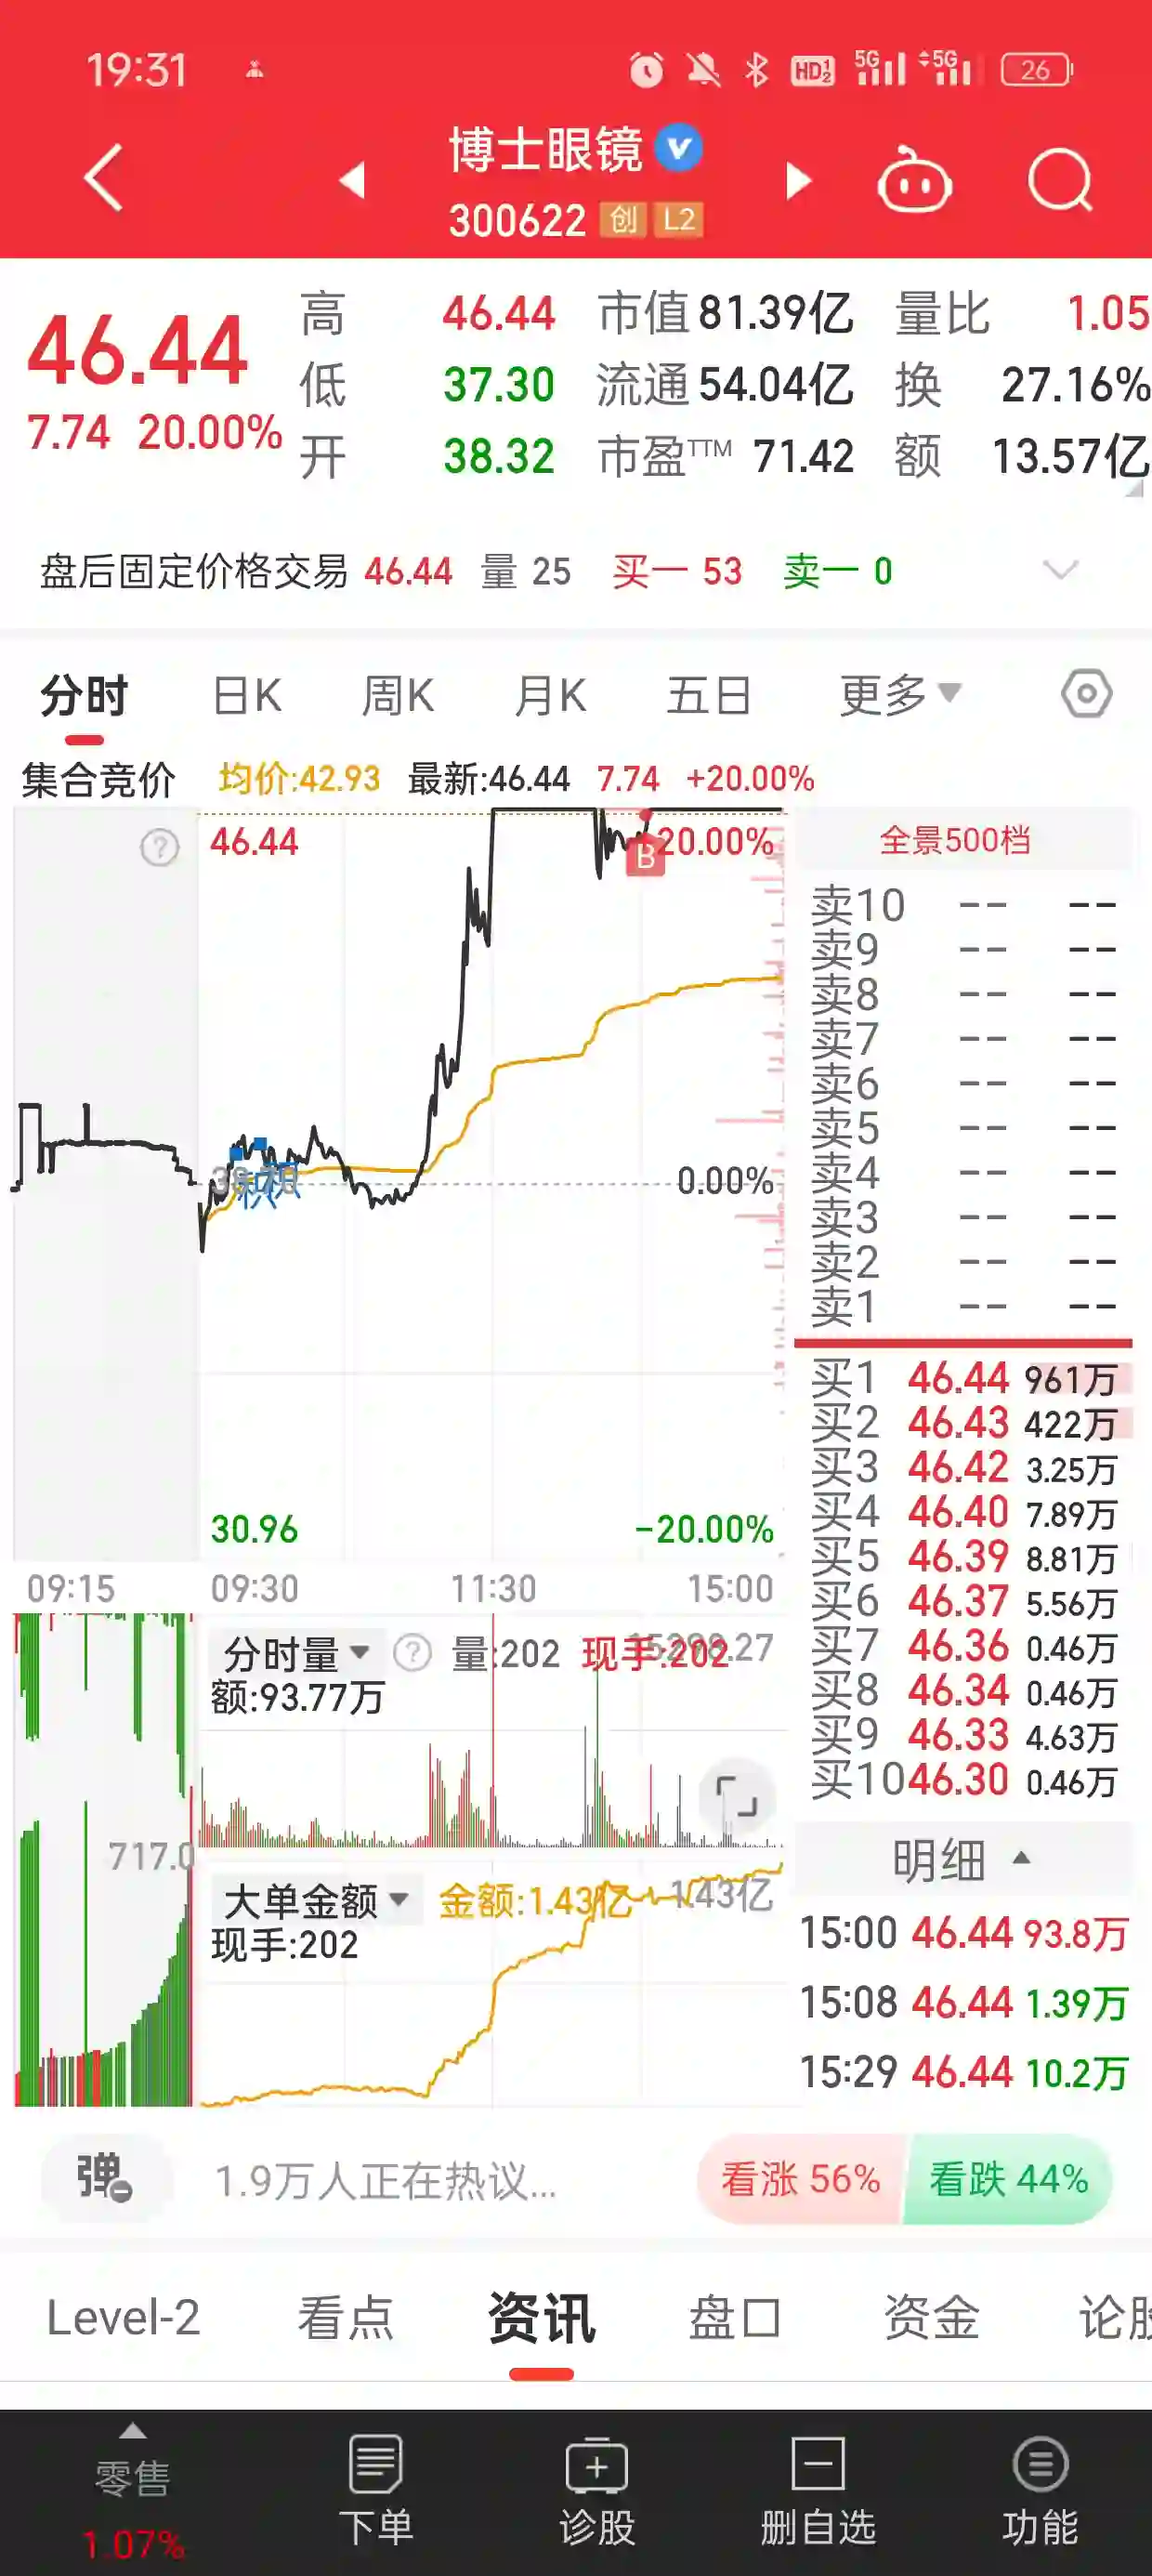 19:31 HD 5G 5G 26
博士眼镜
300622 创 L2
46.44
7.74 20.00%
高 46.44 市值 81.39亿 量比 1.05
低 37.30 流通 54.04亿 换 27.16%
开 38.32 市盈TTM 71.42 额 13.57亿
盘后固定价格交易 46.44 量 25 买一 53 卖一 0
分时 日K 周K 月K 五日 更多
集合竞价 均价:42.93 最新:46.44 7.74 +20.00%
46.44 20.00%
B
0.00%
30.96 -20.00%
09:15 09:30 11:30 15:00
全景500档
卖10 -- --
卖9 -- --
卖8 -- --
卖7 -- --
卖6 -- --
卖5 -- --
卖4 -- --
卖3 -- --
卖2 -- --
卖1 -- --
买1 46.44 961万
买2 46.43 422万
买3 46.42 3.25万
买4 46.40 7.89万
买5 46.39 8.81万
买6 46.37 5.56万
买7 46.36 0.46万
买8 46.34 0.46万
买9 46.33 4.63万
买10 46.30 0.46万
分时量 量:202 现手:202
额:93.77万
717.0
大单金额 金额:1.43亿 1.43亿
现手:202
明细
15:00 46.44 93.8万
15:08 46.44 1.39万
15:29 46.44 10.2万
弹 1.9万人正在热议... 看涨 56% 看跌 44%
Level-2 看点 资讯 盘口 资金 论股
零售 下单 诊股 删自选 功能
1.07%